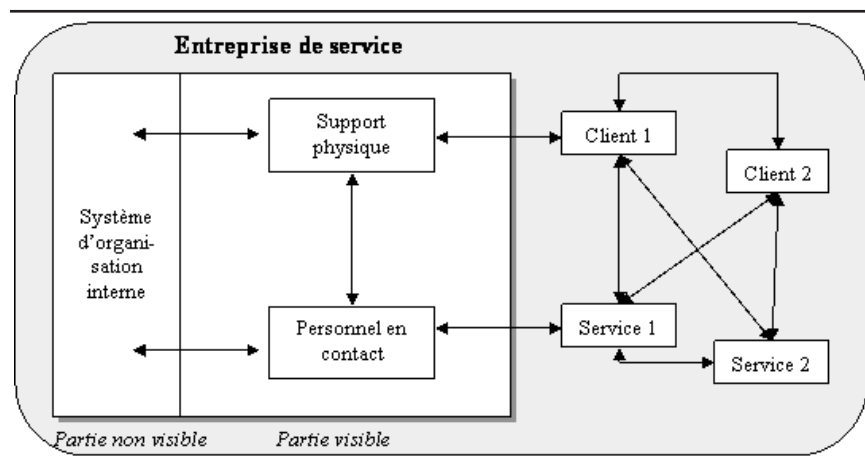 Entreprise de service
Support
physique
Client 1
Client 2
Système
d'organi-
sation
interne
Personnel en
contact
Service 1
Service 2
Partie non visible
Partie visible